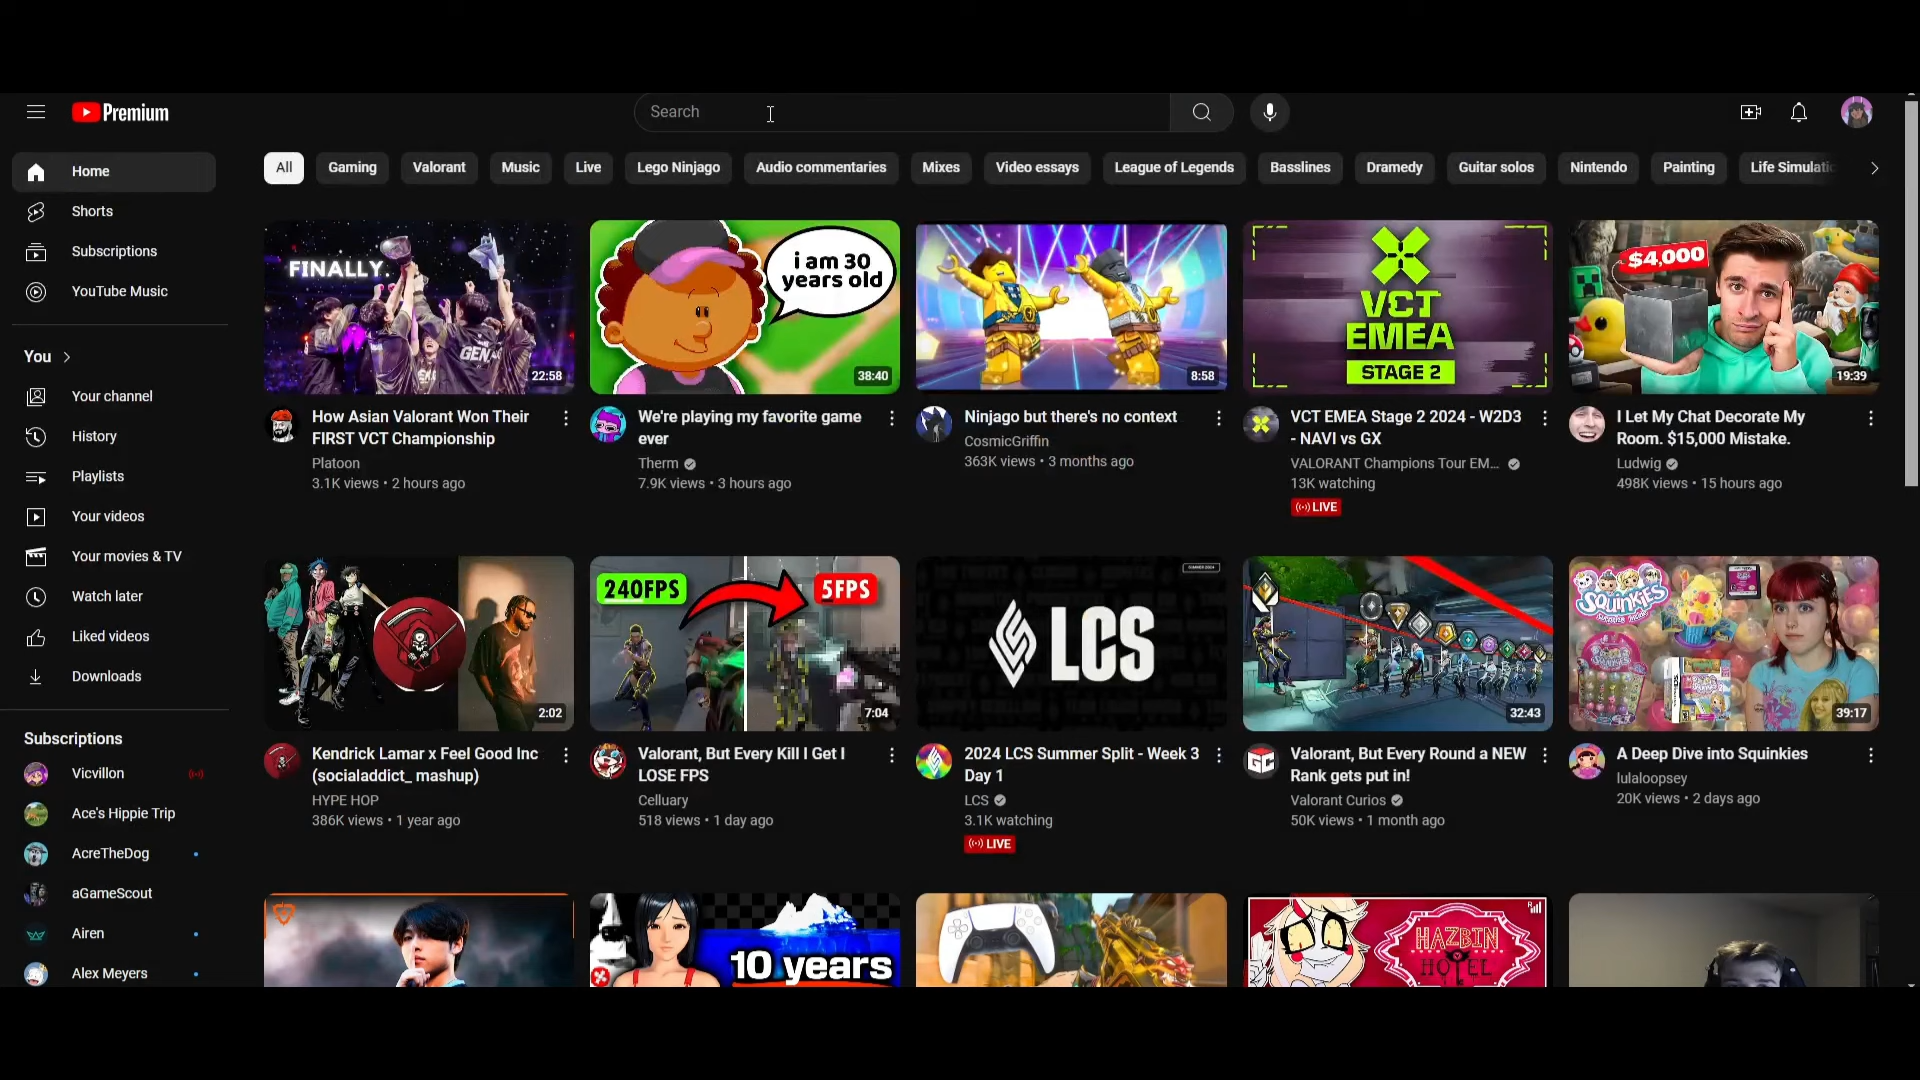 Premium
Search
All
Gaming
Valorant
Music
Live
Lego Ninjago
Audio commentaries
Mixes
Video essays
League of Legends
Basslines
Dramedy
Guitar solos
Nintendo
Painting
Life Simulatio
Home
Shorts
Subscriptions
YouTube Music
You
Your channel
History
Playlists
Your videos
Your movies & TV
Watch later
Liked videos
Downloads
Subscriptions
Vicvillon
Ace's Hippie Trip
AcreTheDog
aGameScout
Airen
Alex Meyers
FINALLY.
GEN.
22:58
How Asian Valorant Won Their
FIRST VCT Championship
Platoon
3.1K views • 2 hours ago
i am 30
years old
38:40
We're playing my favorite game
ever
Therm
7.9K views • 3 hours ago
8:58
Ninjago but there's no context
CosmicGriffin
363K views • 3 months ago
VCT
EMEA
STAGE 2
VCT EMEA Stage 2 2024 - W2D3
- NAVI vs GX
VALORANT Champions Tour EM...
13K watching
LIVE
$4,000
19:39
I Let My Chat Decorate My
Room. $15,000 Mistake.
Ludwig
498K views • 15 hours ago
2:02
Kendrick Lamar x Feel Good Inc
(socialaddict_ mashup)
HYPE HOP
386K views • 1 year ago
240FPS
5FPS
7:04
Valorant, But Every Kill I Get I
LOSE FPS
Celluary
518 views • 1 day ago
LCS
2024 LCS Summer Split - Week 3
Day 1
LCS
3.1K watching
LIVE
32:43
GC
Valorant, But Every Round a NEW
Rank gets put in!
Valorant Curios
50K views • 1 month ago
Squinkies
39:17
A Deep Dive into Squinkies
lulaloopsey
20K views • 2 days ago
10 years
HAZBIN
HOTEL